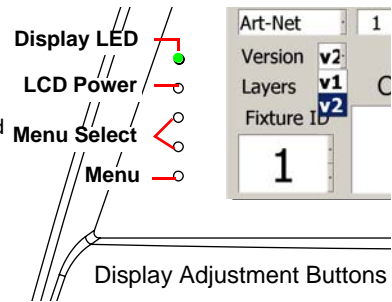 Display LED
LCD Power
Menu Select
Menu
Display Adjustment Buttons
Art-Net 1
Version v2
Layers v1
v2
Fixture ID
1